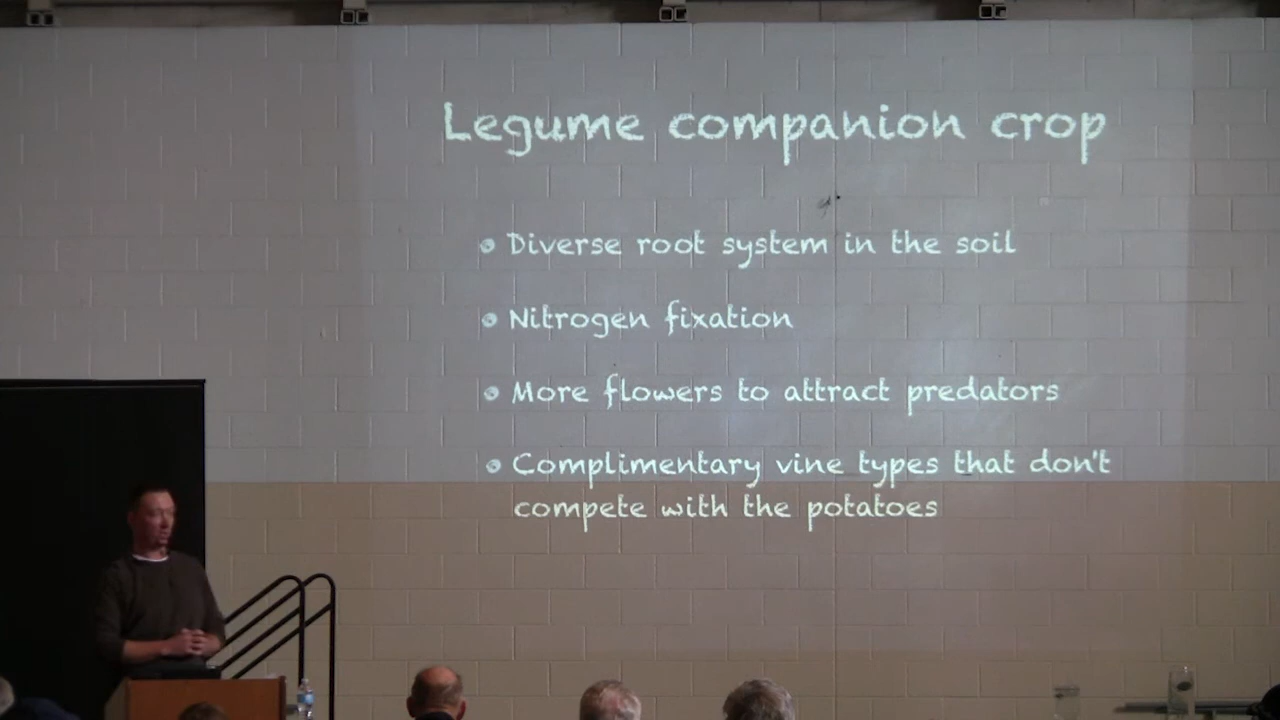 Legume companion crop
Diverse root system in the soil
Nitrogen fixation
More flowers to attract predators
Complimentary vine types that don't
compete with the potatoes